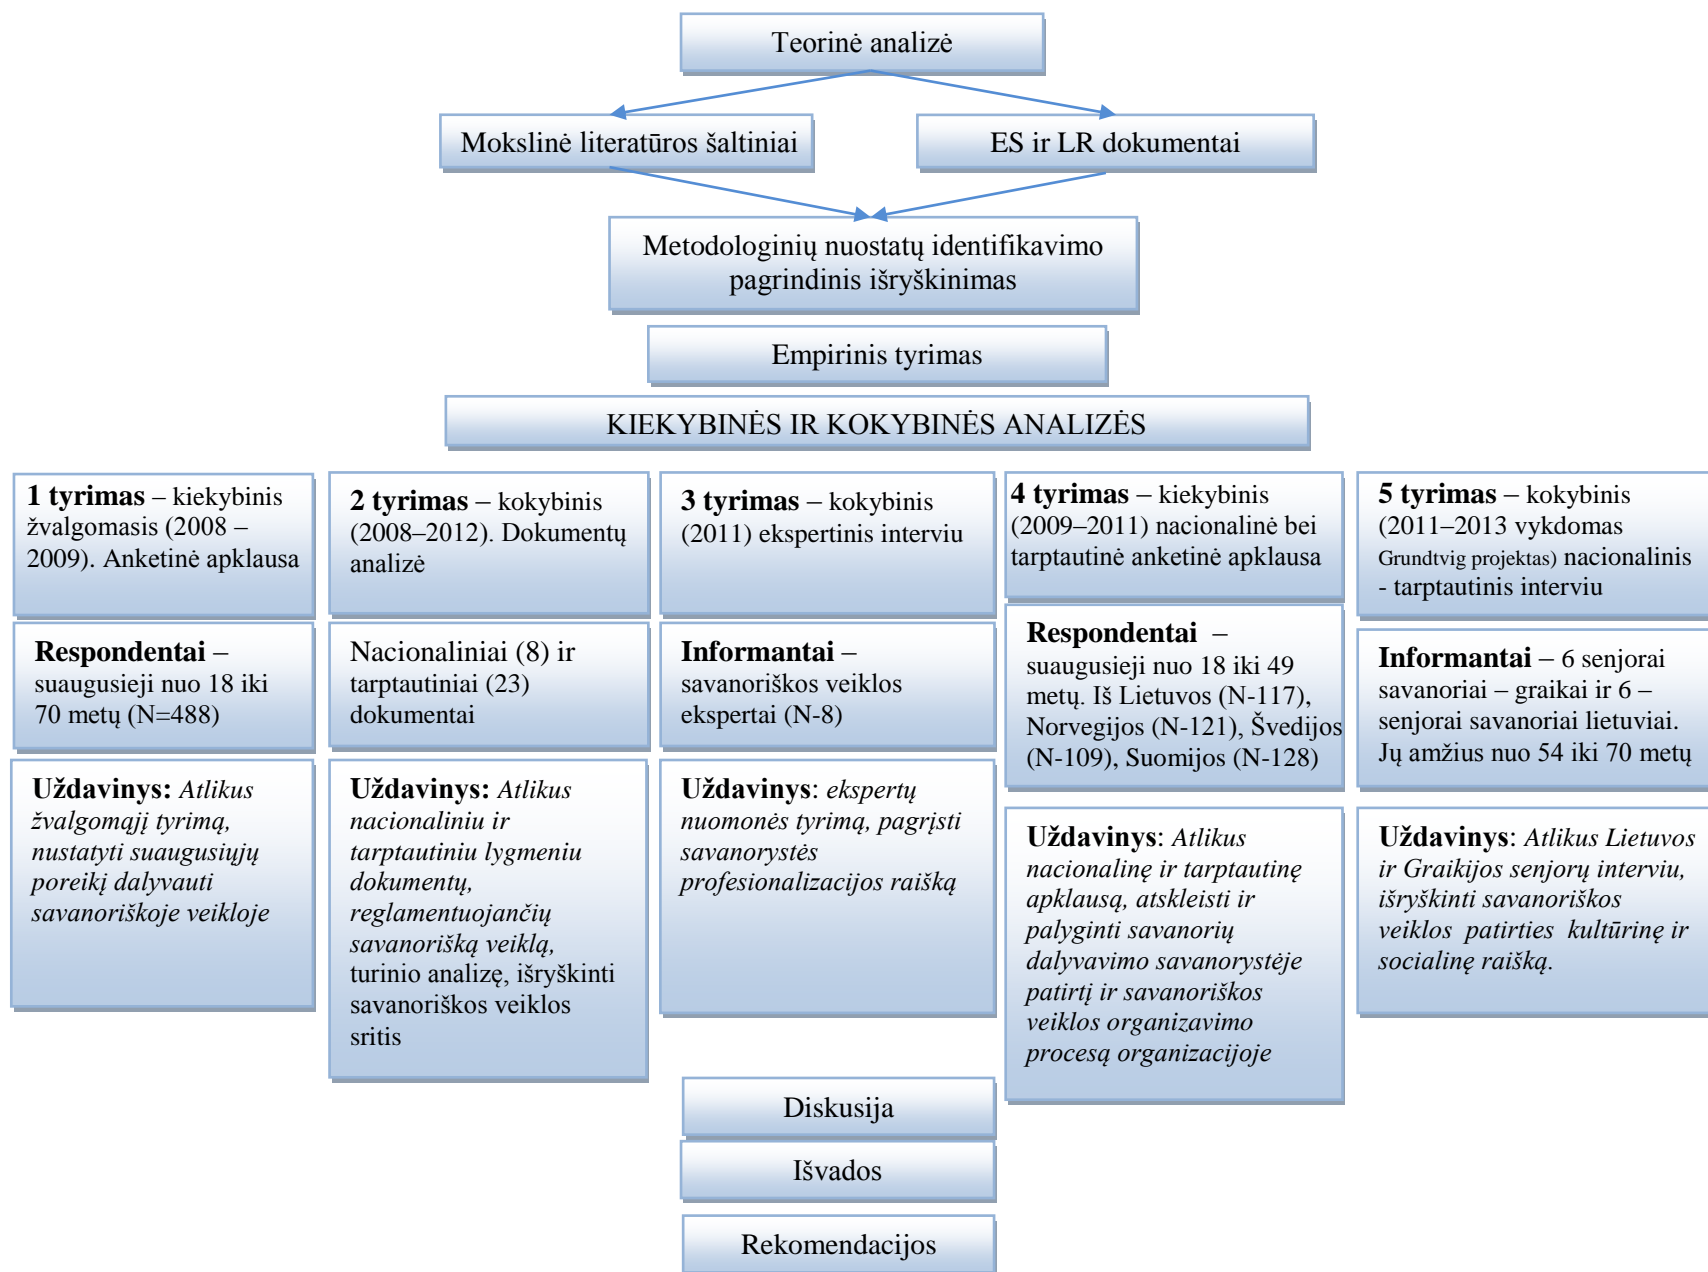 Teorinė analizė
Mokslinė literatūros šaltiniai
ES ir LR dokumentai
Metodologinių nuostatų identifikavimo
pagrindinis išryškinimas
Empirinis tyrimas
KIEKYBINĖS IR KOKYBINĖS ANALIZĖS
1 tyrimas – kiekybinis
žvalgomasis (2008 –
2009). Anketinė apklausa
2 tyrimas – kokybinis
(2008–2012). Dokumentų
analizė
3 tyrimas – kokybinis
(2011) ekspertinis interviu
4 tyrimas – kiekybinis
(2009–2011) nacionalinė bei
tarptautinė anketinė apklausa
5 tyrimas – kokybinis
(2011–2013 vykdomas
Grundtvig projektas) nacionalinis
- tarptautinis interviu
Respondentai –
suaugusieji nuo 18 iki
70 metų (N=488)
Nacionaliniai (8) ir
tarptautiniai (23)
dokumentai
Informantai –
savanoriškos veiklos
ekspertai (N-8)
Respondentai –
suaugusieji nuo 18 iki 49
metų. Iš Lietuvos (N-117),
Norvegijos (N-121), Švedijos
(N-109), Suomijos (N-128)
Informantai – 6 senjorai
savanoriai – graikai ir 6 –
senjorai savanoriai lietuviai.
Jų amžius nuo 54 iki 70 metų
Uždavinys: Atlikus
žvalgomąjį tyrimą,
nustatyti suaugusiųjų
poreikį dalyvauti
savanoriškoje veikloje
Uždavinys: Atlikus
nacionaliniu ir
tarptautiniu lygmeniu
dokumentų,
reglamentuojančių
savanorišką veiklą,
turinio analizę, išryškinti
savanoriškos veiklos
sritis
Uždavinys: ekspertų
nuomonės tyrimą, pagrįsti
savanorystės
profesionalizacijos raišką
Uždavinys: Atlikus
nacionalinę ir tarptautinę
apklausą, atskleisti ir
palyginti savanorių
dalyvavimo savanorystėje
patirtį ir savanoriškos
veiklos organizavimo
procesą organizacijoje
Uždavinys: Atlikus Lietuvos
ir Graikijos senjorų interviu,
išryškinti savanoriškos
veiklos patirties kultūrinę ir
socialinę raišką.
Diskusija
Išvados
Rekomendacijos